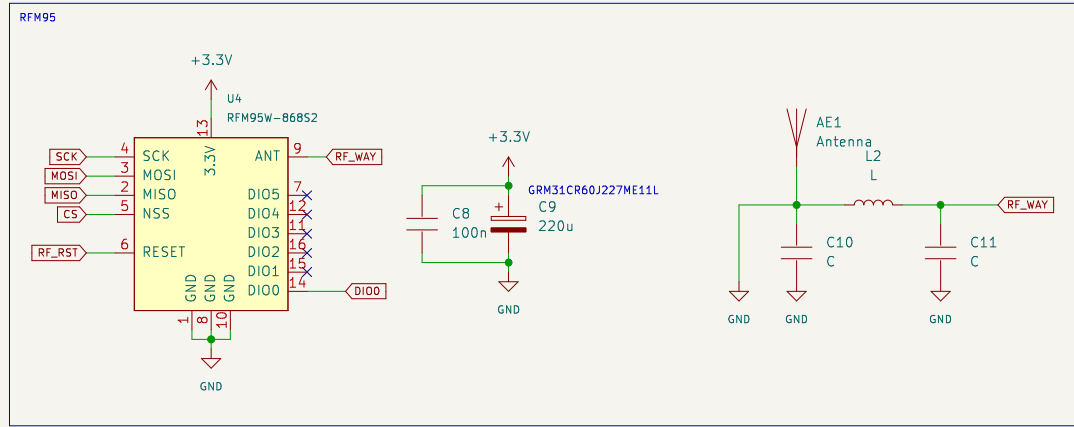 RFM95
+3.3V
U4
RFM95W-868S2
13
3.3V
SCK 4 SCK
MOSI 3 MOSI
MISO 2 MISO
CS 5 NSS
RF_RST 6 RESET
ANT 9 RF_WAY
DIO5 7
DIO4 12
DIO3 11
DIO2 16
DIO1 15
DIO0 14 DIO0
GND GND GND
1 8 10
GND
+3.3V
GRM31CR60J227ME11L
C8
100n
+
C9
220u
GND
AE1
Antenna
L2
L
RF_WAY
C10
C
C11
C
GND
GND
GND